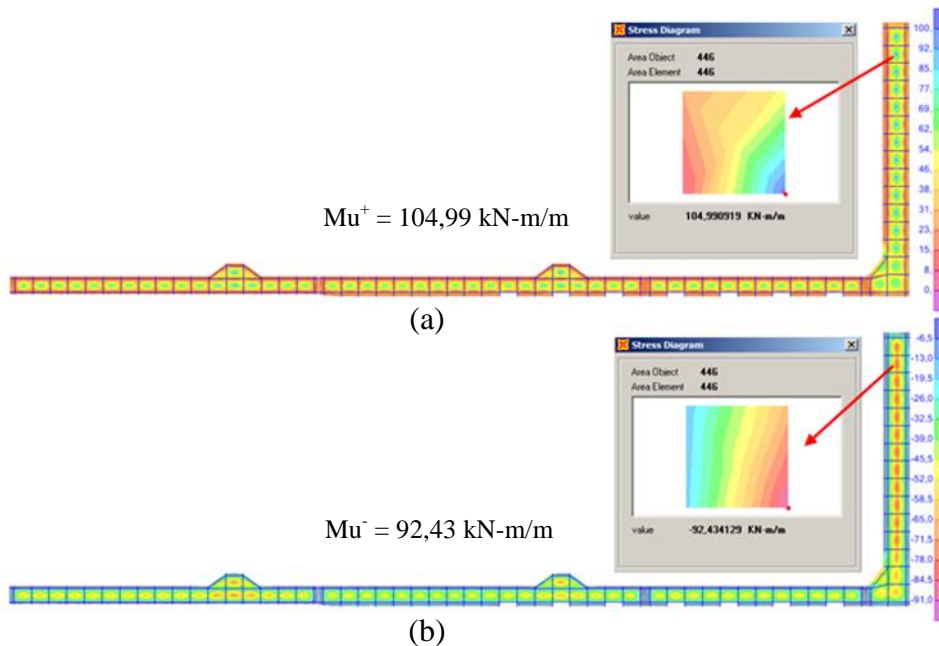 Stress Diagram
Area Object 446
Area Element 446
value 104,990919 KN-m/m
Mu+ = 104,99 kN-m/m
100,
92,
85,
77,
69,
62,
54,
46,
38,
31,
23,
15,
8,
0,
(a)
Stress Diagram
Area Object 446
Area Element 446
value -92,434129 KN-m/m
Mu- = 92,43 kN-m/m
-6,5
-13,0
-19,5
-26,0
-32,5
-39,0
-45,5
-52,0
-58,5
-65,0
-71,5
-78,0
-84,5
-91,0
(b)